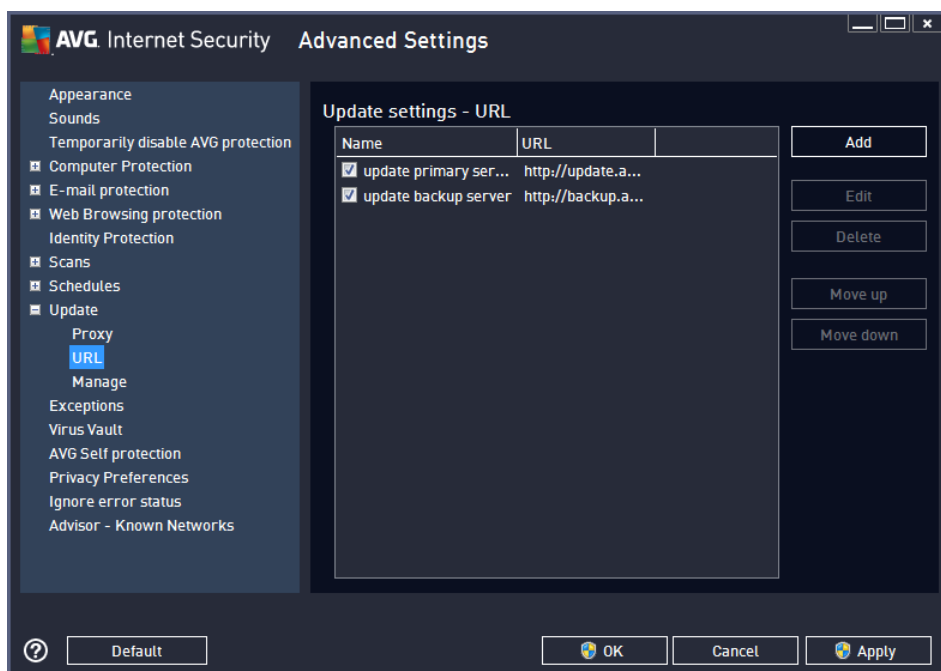 AVG. Internet Security Advanced Settings
Appearance
Sounds
Temporarily disable AVG protection
Computer Protection
E-mail protection
Web Browsing protection
Identity Protection
Scans
Schedules
Update
Proxy
URL
Manage
Exceptions
Virus Vault
AVG Self protection
Privacy Preferences
Ignore error status
Advisor - Known Networks
Update settings - URL
Name URL
update primary ser... http://update.a...
update backup server http://backup.a...
Add
Edit
Delete
Move up
Move down
Default
OK
Cancel
Apply